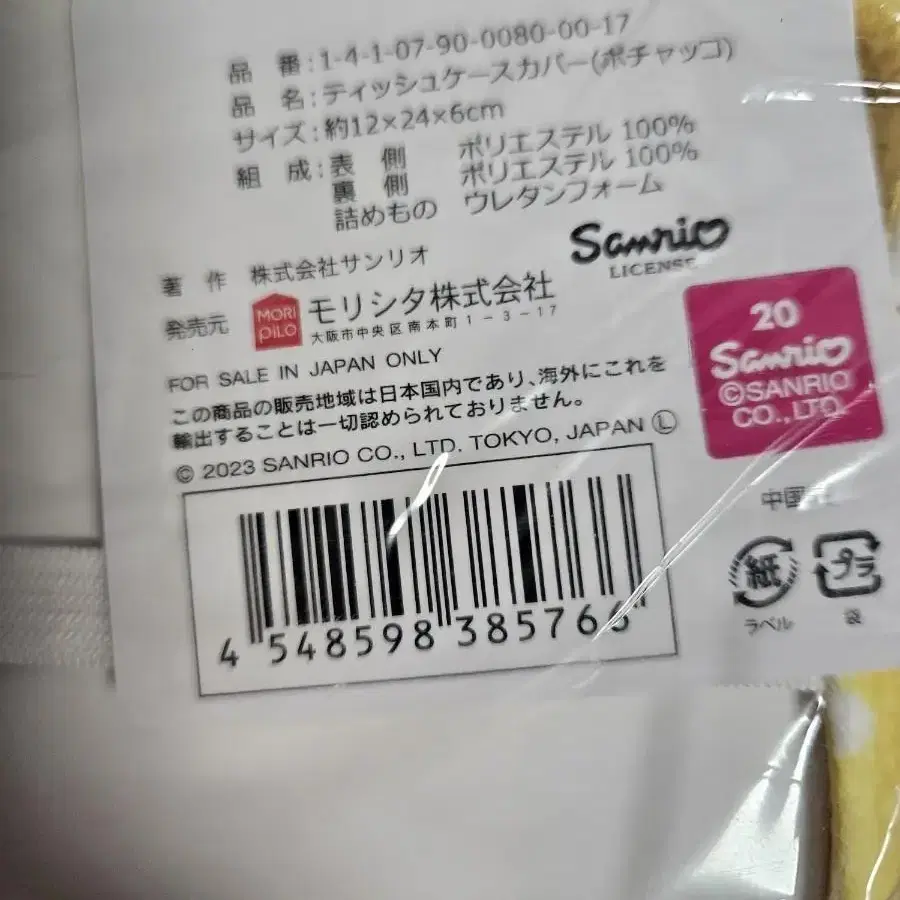 品　番：1-4-1-07-90-0080-00-17
品　名：ティッシュケースカバー(ポチャッコ)
サイズ：約12×24×6cm
組　成：表　側　ポリエステル 100%
裏　側　ポリエステル 100%
詰めもの　ウレタンフォーム
Sanrio
LICENSE
著　作　株式会社サンリオ
発売元　MORI PiLO　モリシタ株式会社
大阪市中央区南本町1-3-17
FOR SALE IN JAPAN ONLY
この商品の販売地域は日本国内であり、海外にこれを
輸出することは一切認められておりません。
© 2023 SANRIO CO., LTD. TOKYO, JAPAN Ⓛ
20
Sanrio
©SANRIO
CO.,LTD.
中国
紙
ラベル
プラ
袋
4 548598 385766